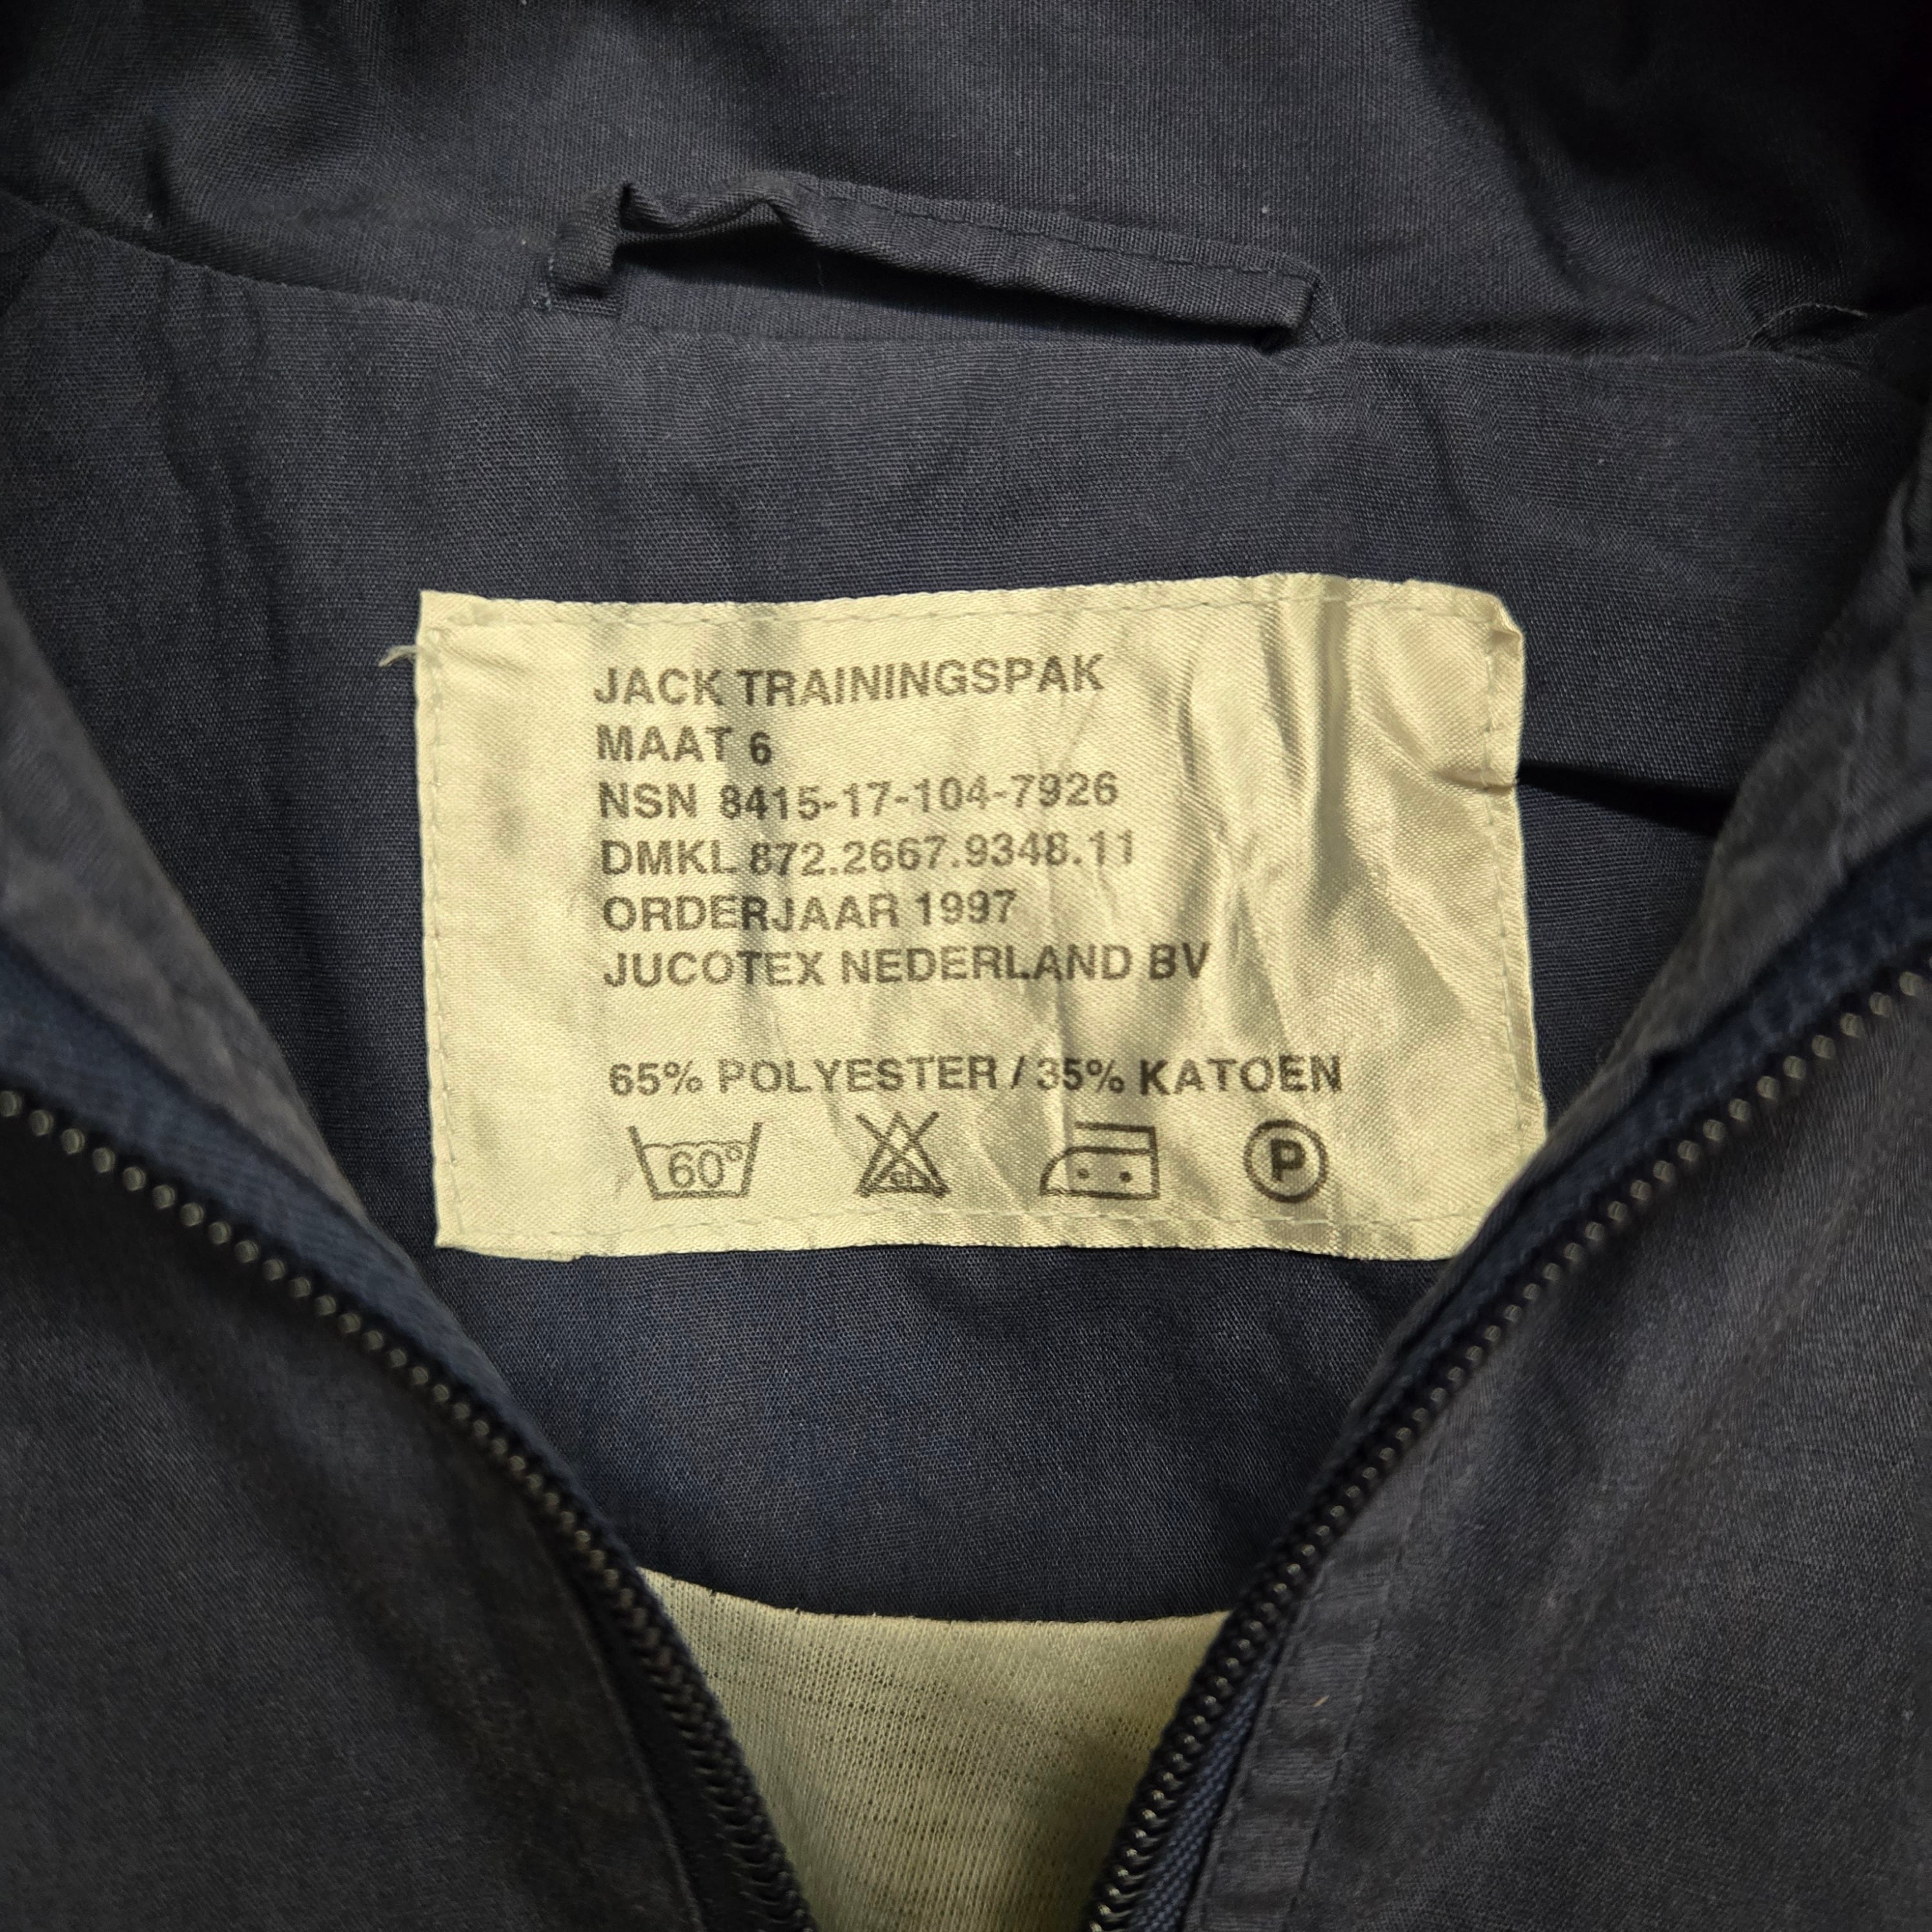 JACK TRAININGSPAK
MAAT 6
NSN 8415-17-104-7926
DMKL 872.2667.9348.11
ORDERJAAR 1997
JUCOTEX NEDERLAND BV
65% POLYESTER / 35% KATOEN
60° cl P